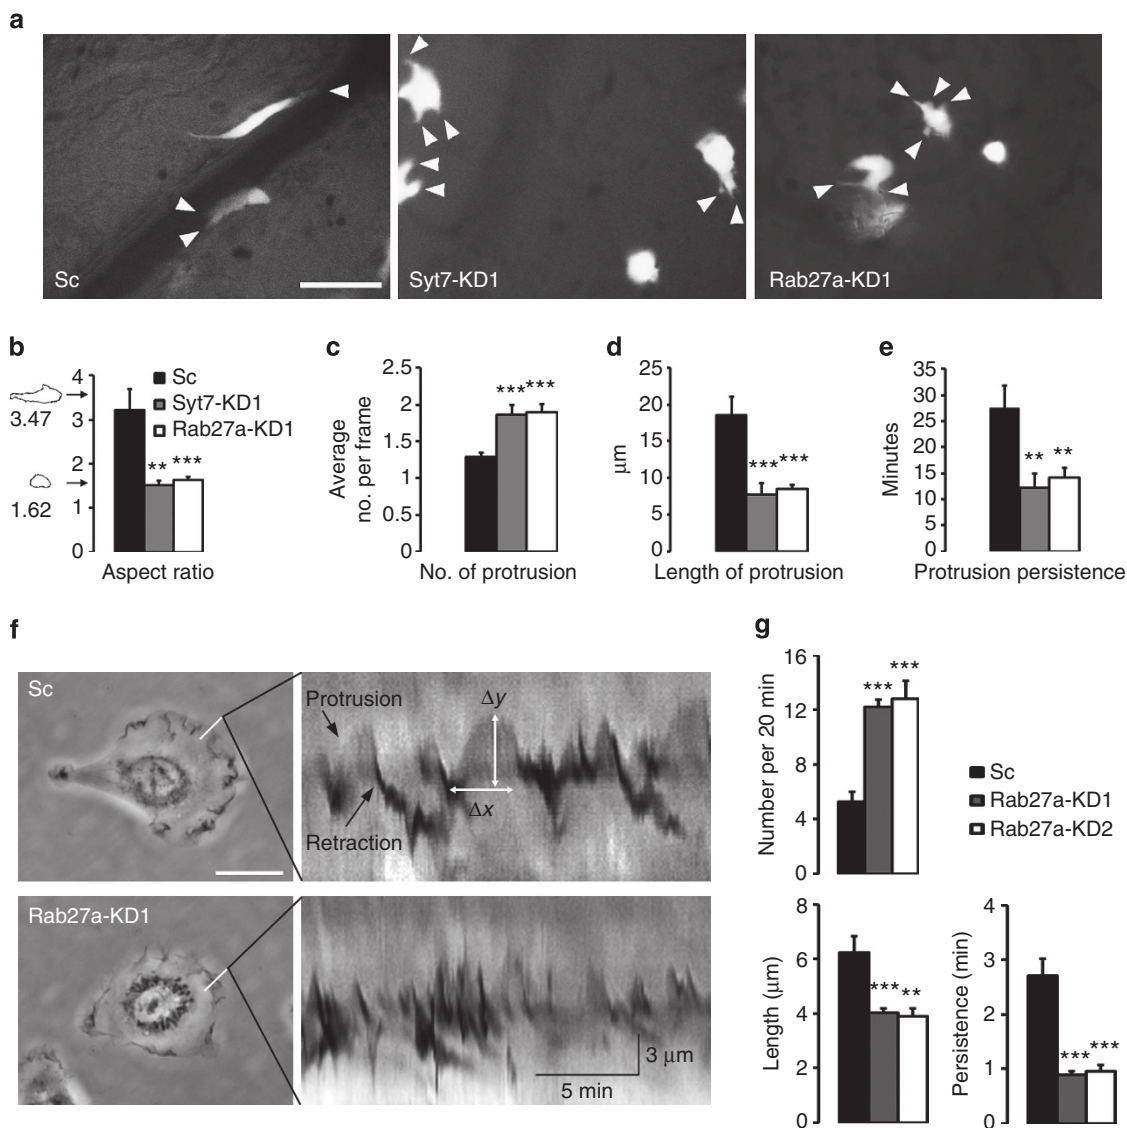 a
Sc
Syt7-KD1
Rab27a-KD1
b
3.47
1.62
4
3
2
1
0
Sc
Syt7-KD1
Rab27a-KD1
** ***
Aspect ratio
c
Average
no. per frame
2.5
2
1.5
1
0.5
0
*** ***
No. of protrusion
d
µm
25
20
15
10
5
0
*** ***
Length of protrusion
e
Minutes
35
30
25
20
15
10
5
0
** **
Protrusion persistence
f
Sc
Protrusion
Δy
Δx
Retraction
Rab27a-KD1
3 µm
5 min
g
Number per 20 min
16
12
8
4
0
*** ***
Sc
Rab27a-KD1
Rab27a-KD2
Length (µm)
8
6
4
2
0
*** **
Persistence (min)
4
3
2
1
0
*** ***